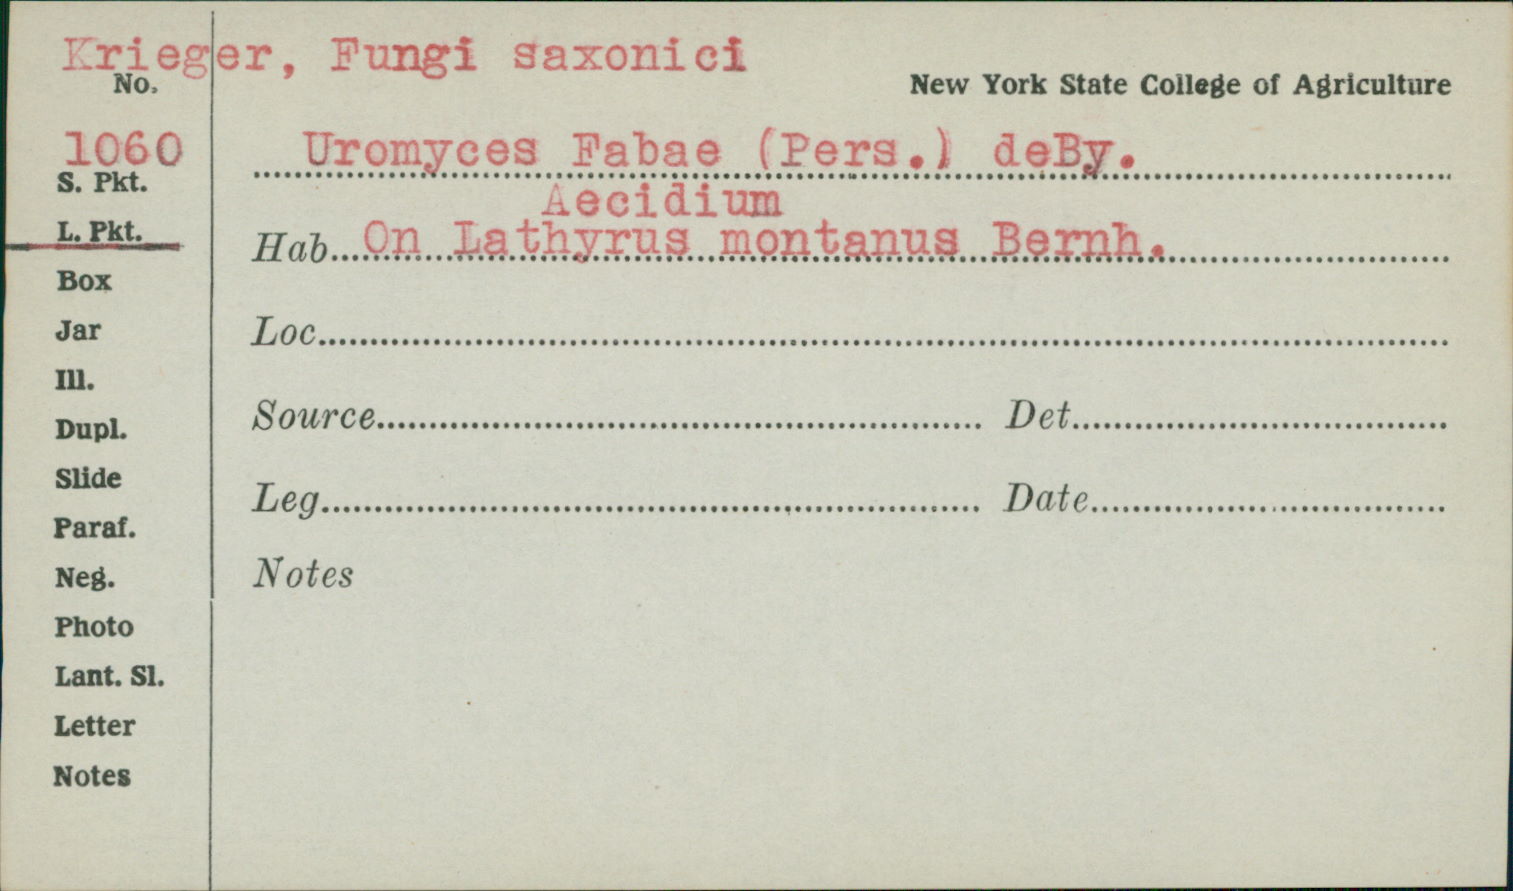 Krieger, Fungi saxonici
No.
New York State College of Agriculture
1060
Uromyces Fabae (Pers.) deBy.
S. Pkt.
Aecidium
L. Pkt.
Hab. On Lathyrus montanus Bernh.
Box
Jar
Loc.
Ill.
Dupl.
Source
Det.
Slide
Leg.
Date
Paraf.
Neg.
Notes
Photo
Lant. Sl.
Letter
Notes